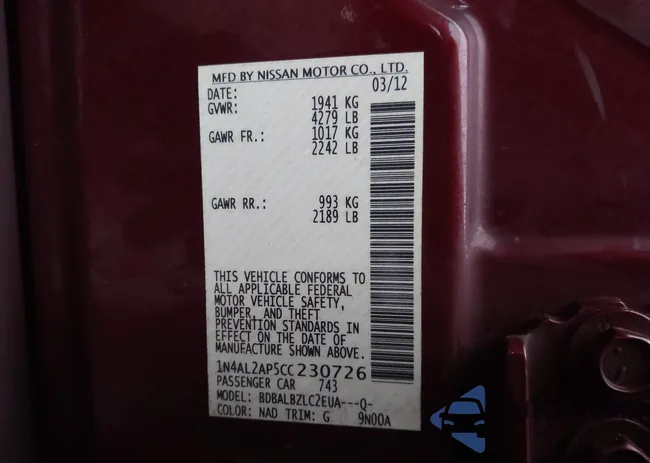 MFD BY NISSAN MOTOR CO., LTD.
DATE: 03/12
GVWR: 1941 KG
4279 LB
GAWR FR.: 1017 KG
2242 LB
GAWR RR.: 993 KG
2189 LB
THIS VEHICLE CONFORMS TO
ALL APPLICABLE FEDERAL
MOTOR VEHICLE SAFETY,
BUMPER, AND THEFT
PREVENTION STANDARDS IN
EFFECT ON THE DATE OF
MANUFACTURE SHOWN ABOVE.
1N4AL2AP5CC230726
PASSENGER CAR 743
MODEL: BDBALBZLC2EUA---Q-
COLOR: NAD TRIM: G 9N00A